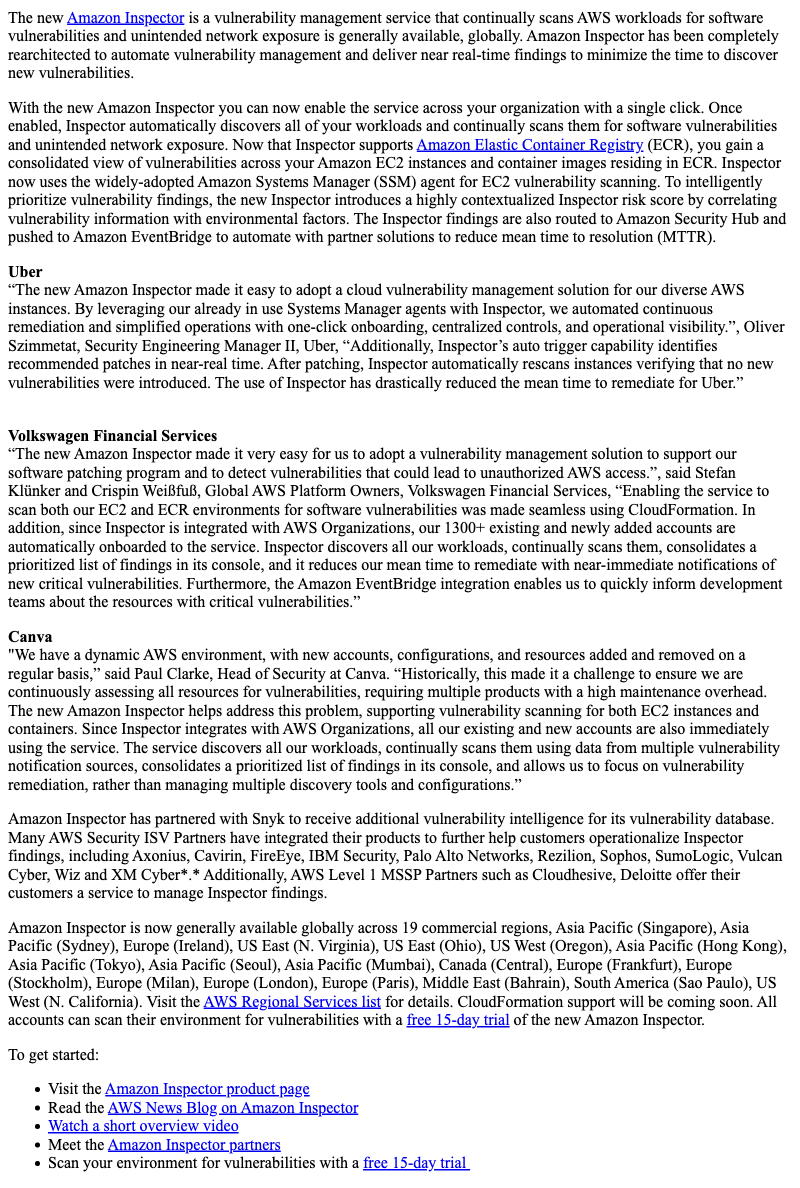 The new Amazon Inspector is a vulnerability management service that continually scans AWS workloads for software
vulnerabilities and unintended network exposure is generally available, globally. Amazon Inspector has been completely
rearchitected to automate vulnerability management and deliver near real-time findings to minimize the time to discover
new vulnerabilities.
With the new Amazon Inspector you can now enable the service across your organization with a single click. Once
enabled, Inspector automatically discovers all of your workloads and continually scans them for software vulnerabilities
and unintended network exposure. Now that Inspector supports Amazon Elastic Container Registry (ECR), you gain a
consolidated view of vulnerabilities across your Amazon EC2 instances and container images residing in ECR. Inspector
now uses the widely-adopted Amazon Systems Manager (SSM) agent for EC2 vulnerability scanning. To intelligently
prioritize vulnerability findings, the new Inspector introduces a highly contextualized Inspector risk score by correlating
vulnerability information with environmental factors. The Inspector findings are also routed to Amazon Security Hub and
pushed to Amazon EventBridge to automate with partner solutions to reduce mean time to resolution (MTTR).
Uber
“The new Amazon Inspector made it easy to adopt a cloud vulnerability management solution for our diverse AWS
instances. By leveraging our already in use Systems Manager agents with Inspector, we automated continuous
remediation and simplified operations with one-click onboarding, centralized controls, and operational visibility.”, Oliver
Szimmetat, Security Engineering Manager II, Uber, “Additionally, Inspector’s auto trigger capability identifies
recommended patches in near-real time. After patching, Inspector automatically rescans instances verifying that no new
vulnerabilities were introduced. The use of Inspector has drastically reduced the mean time to remediate for Uber.”
Volkswagen Financial Services
“The new Amazon Inspector made it very easy for us to adopt a vulnerability management solution to support our
software patching program and to detect vulnerabilities that could lead to unauthorized AWS access.”, said Stefan
Klünker and Crispin Weißfuß, Global AWS Platform Owners, Volkswagen Financial Services, “Enabling the service to
scan both our EC2 and ECR environments for software vulnerabilities was made seamless using CloudFormation. In
addition, since Inspector is integrated with AWS Organizations, our 1300+ existing and newly added accounts are
automatically onboarded to the service. Inspector discovers all our workloads, continually scans them, consolidates a
prioritized list of findings in its console, and it reduces our mean time to remediate with near-immediate notifications of
new critical vulnerabilities. Furthermore, the Amazon EventBridge integration enables us to quickly inform development
teams about the resources with critical vulnerabilities.”
Canva
"We have a dynamic AWS environment, with new accounts, configurations, and resources added and removed on a
regular basis,” said Paul Clarke, Head of Security at Canva. “Historically, this made it a challenge to ensure we are
continuously assessing all resources for vulnerabilities, requiring multiple products with a high maintenance overhead.
The new Amazon Inspector helps address this problem, supporting vulnerability scanning for both EC2 instances and
containers. Since Inspector integrates with AWS Organizations, all our existing and new accounts are also immediately
using the service. The service discovers all our workloads, continually scans them using data from multiple vulnerability
notification sources, consolidates a prioritized list of findings in its console, and allows us to focus on vulnerability
remediation, rather than managing multiple discovery tools and configurations.”
Amazon Inspector has partnered with Snyk to receive additional vulnerability intelligence for its vulnerability database.
Many AWS Security ISV Partners have integrated their products to further help customers operationalize Inspector
findings, including Axonius, Cavirin, FireEye, IBM Security, Palo Alto Networks, Rezilion, Sophos, SumoLogic, Vulcan
Cyber, Wiz and XM Cyber*.* Additionally, AWS Level 1 MSSP Partners such as Cloudhesive, Deloitte offer their
customers a service to manage Inspector findings.
Amazon Inspector is now generally available globally across 19 commercial regions, Asia Pacific (Singapore), Asia
Pacific (Sydney), Europe (Ireland), US East (N. Virginia), US East (Ohio), US West (Oregon), Asia Pacific (Hong Kong),
Asia Pacific (Tokyo), Asia Pacific (Seoul), Asia Pacific (Mumbai), Canada (Central), Europe (Frankfurt), Europe
(Stockholm), Europe (Milan), Europe (London), Europe (Paris), Middle East (Bahrain), South America (Sao Paulo), US
West (N. California). Visit the AWS Regional Services list for details. CloudFormation support will be coming soon. All
accounts can scan their environment for vulnerabilities with a free 15-day trial of the new Amazon Inspector.
To get started:
• Visit the Amazon Inspector product page
• Read the AWS News Blog on Amazon Inspector
• Watch a short overview video
• Meet the Amazon Inspector partners
• Scan your environment for vulnerabilities with a free 15-day trial